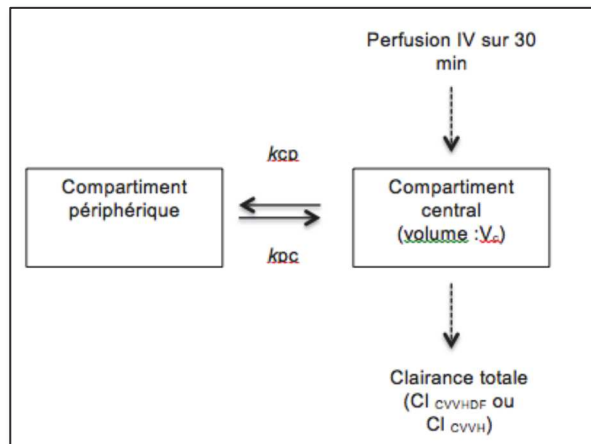 Perfusion IV sur 30
min
kcp
Compartiment
périphérique
Compartiment
central
(volume :Vc)
kpc
Clairance totale
(Cl CVVHDF ou
Cl CVVH)